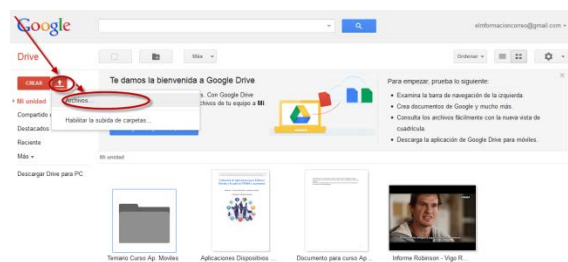 Google
elnformacioncorreo@gmail.com
Drive
Más
Ordenar
CREAR
Archivos...
Habilitar la subida de carpetas...
Mi unidad
Compartido
Destacados
Reciente
Más
Descargar Drive para PC
Te damos la bienvenida a Google Drive
s. Con Google Drive
chivos de tu equipo a Mi
Para empezar, prueba lo siguiente:
Examina la barra de navegación de la izquierda.
Crea documentos de Google y mucho más.
Consulta los archivos fácilmente con la nueva vista de
cuadrícula.
Descarga la aplicación de Google Drive para móviles.
Mi unidad
Temario Curso Ap. Moviles
Aplicaciones Dispositivos ...
Documento para curso Ap...
Informe Robinson - Vigo R...